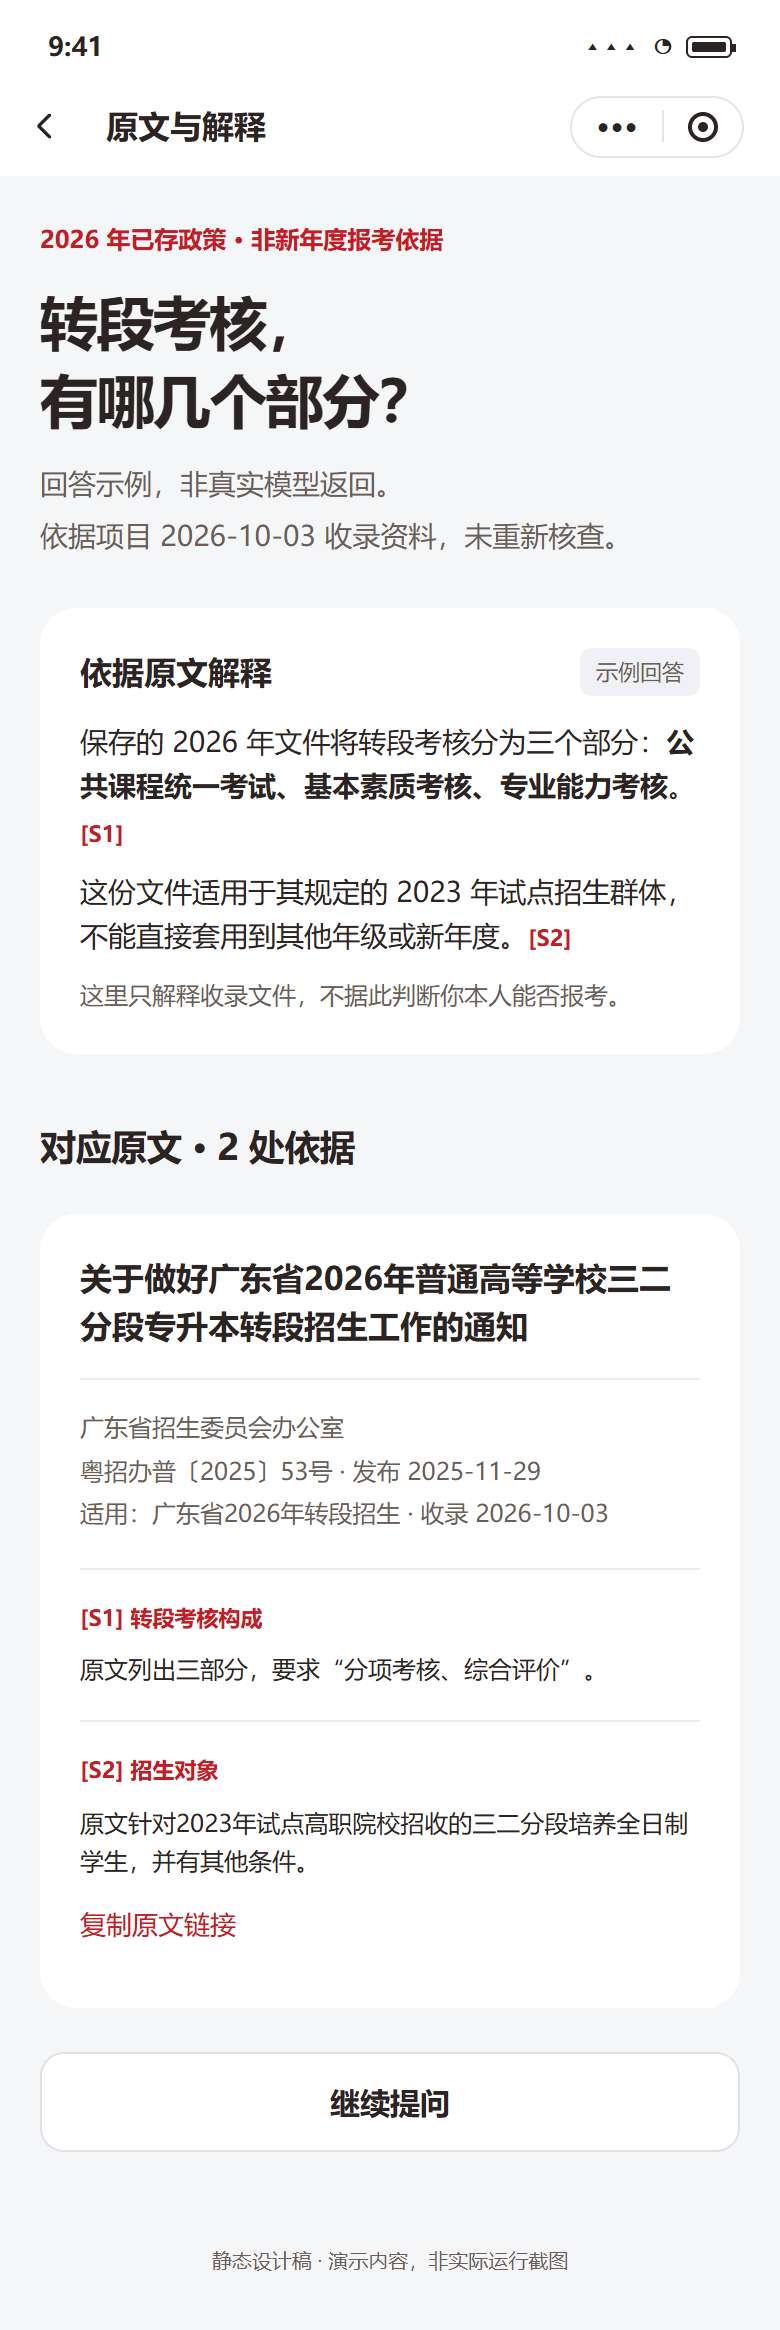 9:41
原文与解释
2026 年已存政策 • 非新年度报考依据
转段考核，
有哪几个部分？
回答示例，非真实模型返回。
依据项目 2026-10-03 收录资料，未重新核查。
依据原文解释
示例回答
保存的 2026 年文件将转段考核分为三个部分：公
共课程统一考试、基本素质考核、专业能力考核。
[S1]
这份文件适用于其规定的 2023 年试点招生群体，
不能直接套用到其他年级或新年度。[S2]
这里只解释收录文件，不据此判断你本人能否报考。
对应原文 • 2 处依据
关于做好广东省2026年普通高等学校三二
分段专升本转段招生工作的通知
广东省招生委员会办公室
粤招办普〔2025〕53号 · 发布 2025-11-29
适用：广东省2026年转段招生 · 收录 2026-10-03
[S1] 转段考核构成
原文列出三部分，要求“分项考核、综合评价”。
[S2] 招生对象
原文针对2023年试点高职院校招收的三二分段培养全日制
学生，并有其他条件。
复制原文链接
继续提问
静态设计稿 · 演示内容，非实际运行截图